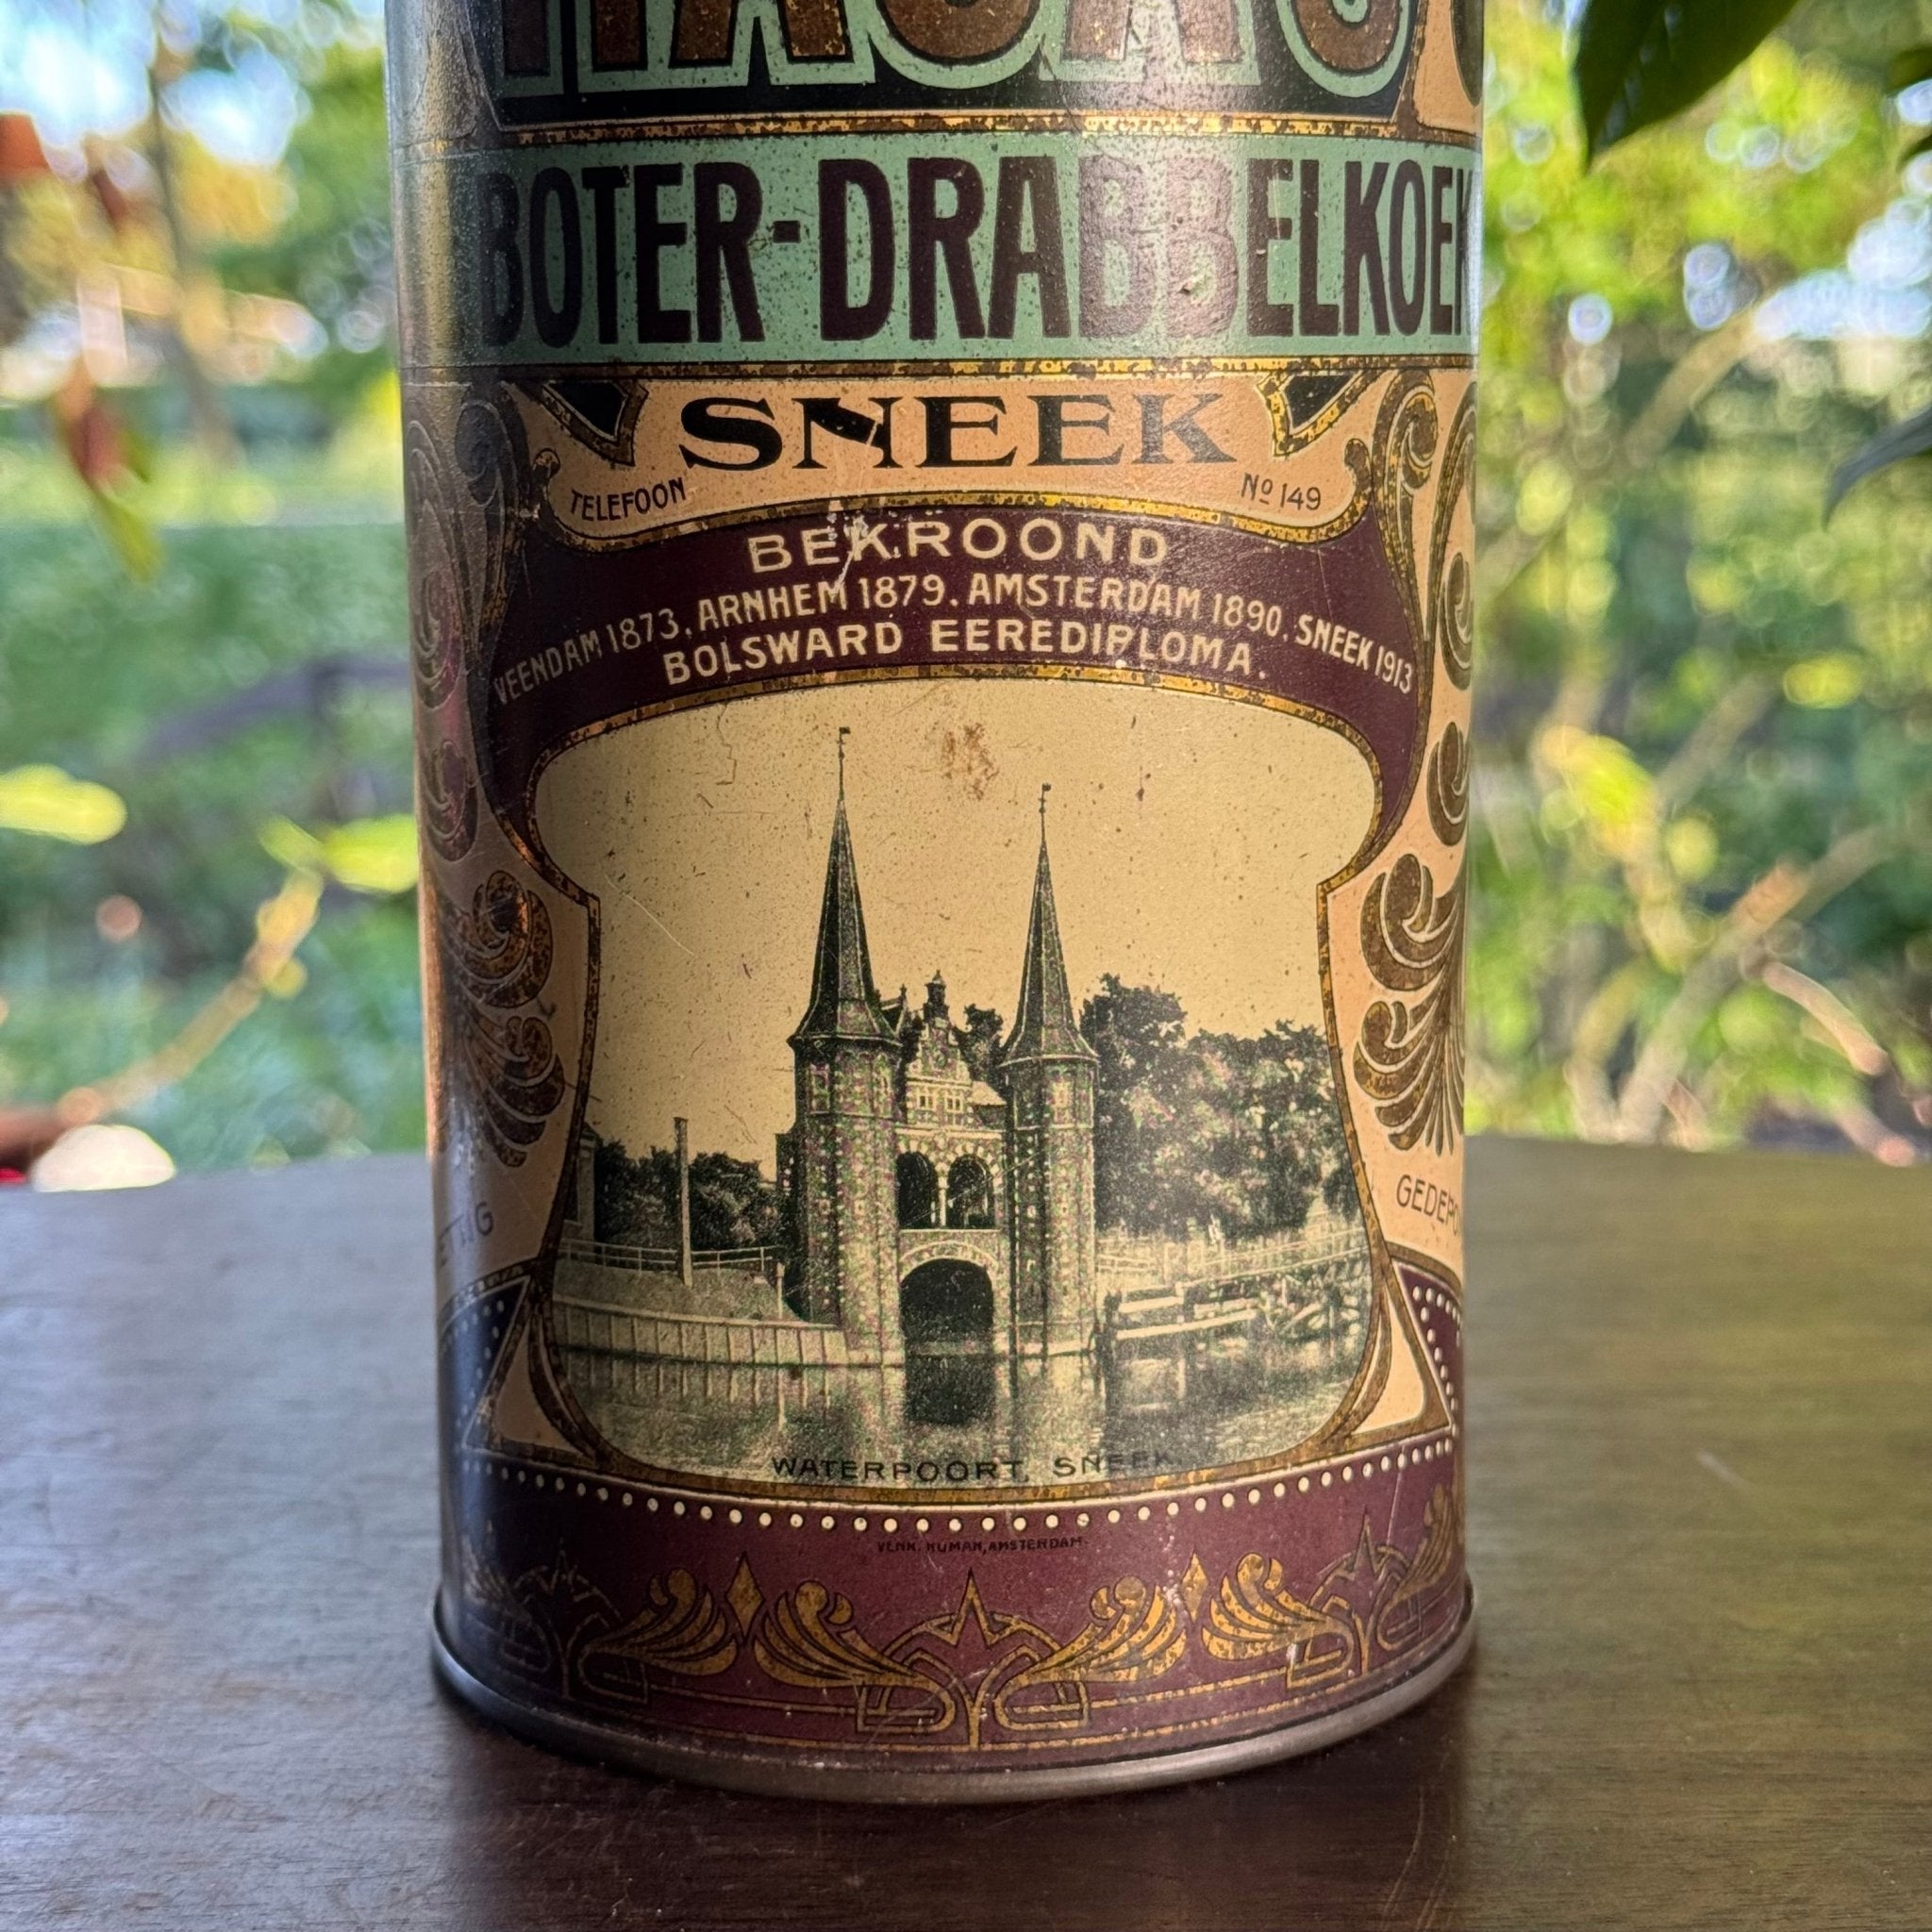 BOTER-DRABBELKOEK
SNEEK
TELEFOON Nº 149
BEKROOND
VEENDAM 1873. ARNHEM 1879. AMSTERDAM 1890. SNEEK 1913
BOLSWARD EEREDIPLOMA.
WATERPOORT, SNEEK
AMSTERDAM